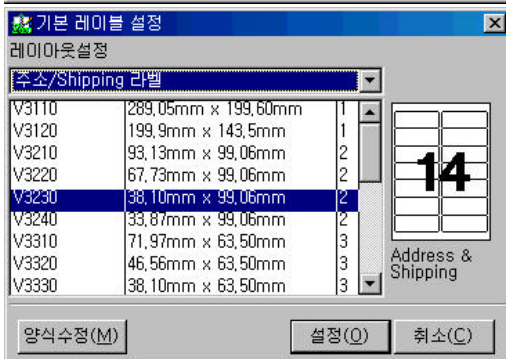 기본 레이블 설정
레이아웃설정
주소/Shipping 라벨
V3110 289,05mm x 199,60mm 1
V3120 199,9mm x 143,5mm 1
V3210 93,13mm x 99,06mm 2
V3220 67,73mm x 99,06mm 2
V3230 38,10mm x 99,06mm 2
V3240 33,87mm x 99,06mm 2
V3310 71,97mm x 63,50mm 3
V3320 46,56mm x 63,50mm 3
V3330 38,10mm x 63,50mm 3
14
Address &
Shipping
양식수정(M) 설정(O) 취소(C)